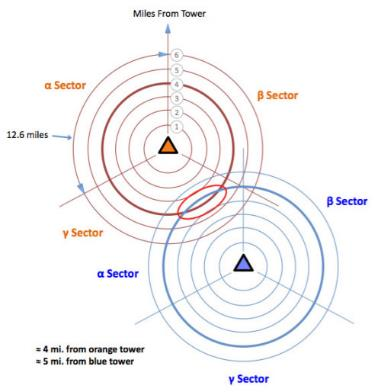 Miles From Tower
6
5
4
3
2
1
α Sector
β Sector
12.6 miles
γ Sector
β Sector
α Sector
≈ 4 mi. from orange tower
≈ 5 mi. from blue tower
γ Sector